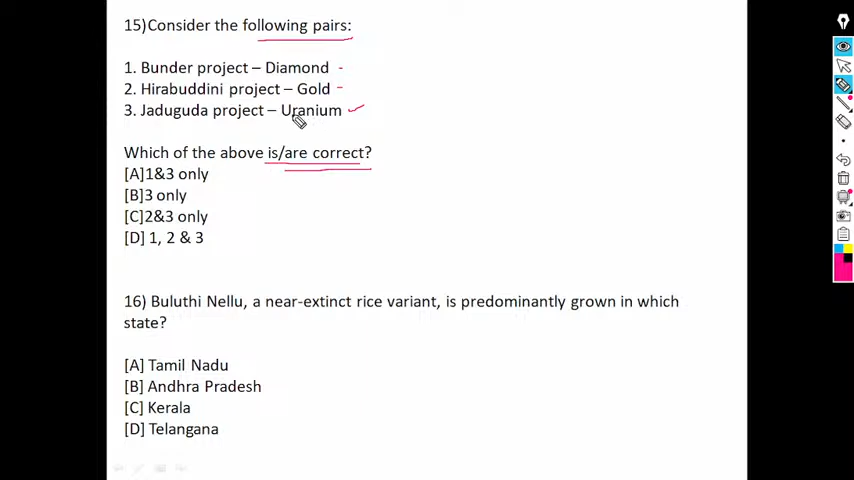 15)Consider the following pairs:
1. Bunder project – Diamond
2. Hirabuddini project – Gold
3. Jaduguda project – Uranium
Which of the above is/are correct?
[A]1&3 only
[B]3 only
[C]2&3 only
[D] 1, 2 & 3
16) Buluthi Nellu, a near-extinct rice variant, is predominantly grown in which
state?
[A] Tamil Nadu
[B] Andhra Pradesh
[C] Kerala
[D] Telangana